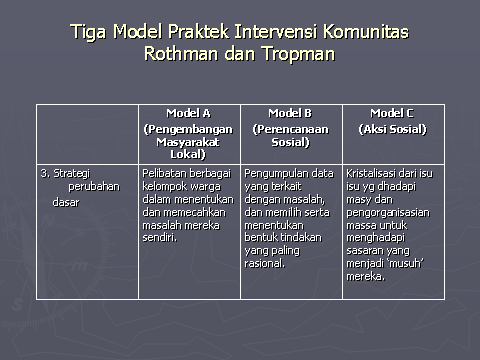 Tiga Model Praktek Intervensi Komunitas
Rothman dan Tropman
Model A
(Pengembangan
Masyarakat
Lokal)
Model B
(Perencanaan
Sosial)
Model C
(Aksi Sosial)
3. Strategi
perubahan
dasar
Pelibatan berbagai
kelompok warga
dalam menentukan
dan memecahkan
masalah mereka
sendiri.
Pengumpulan data
yang terkait
dengan masalah,
dan memilih serta
menentukan
bentuk tindakan
yang paling
rasional.
Kristalisasi dari isu
isu yg dhadapi
masy dan
pengorganisasian
massa untuk
menghadapi
sasaran yang
menjadi ‘musuh’
mereka.